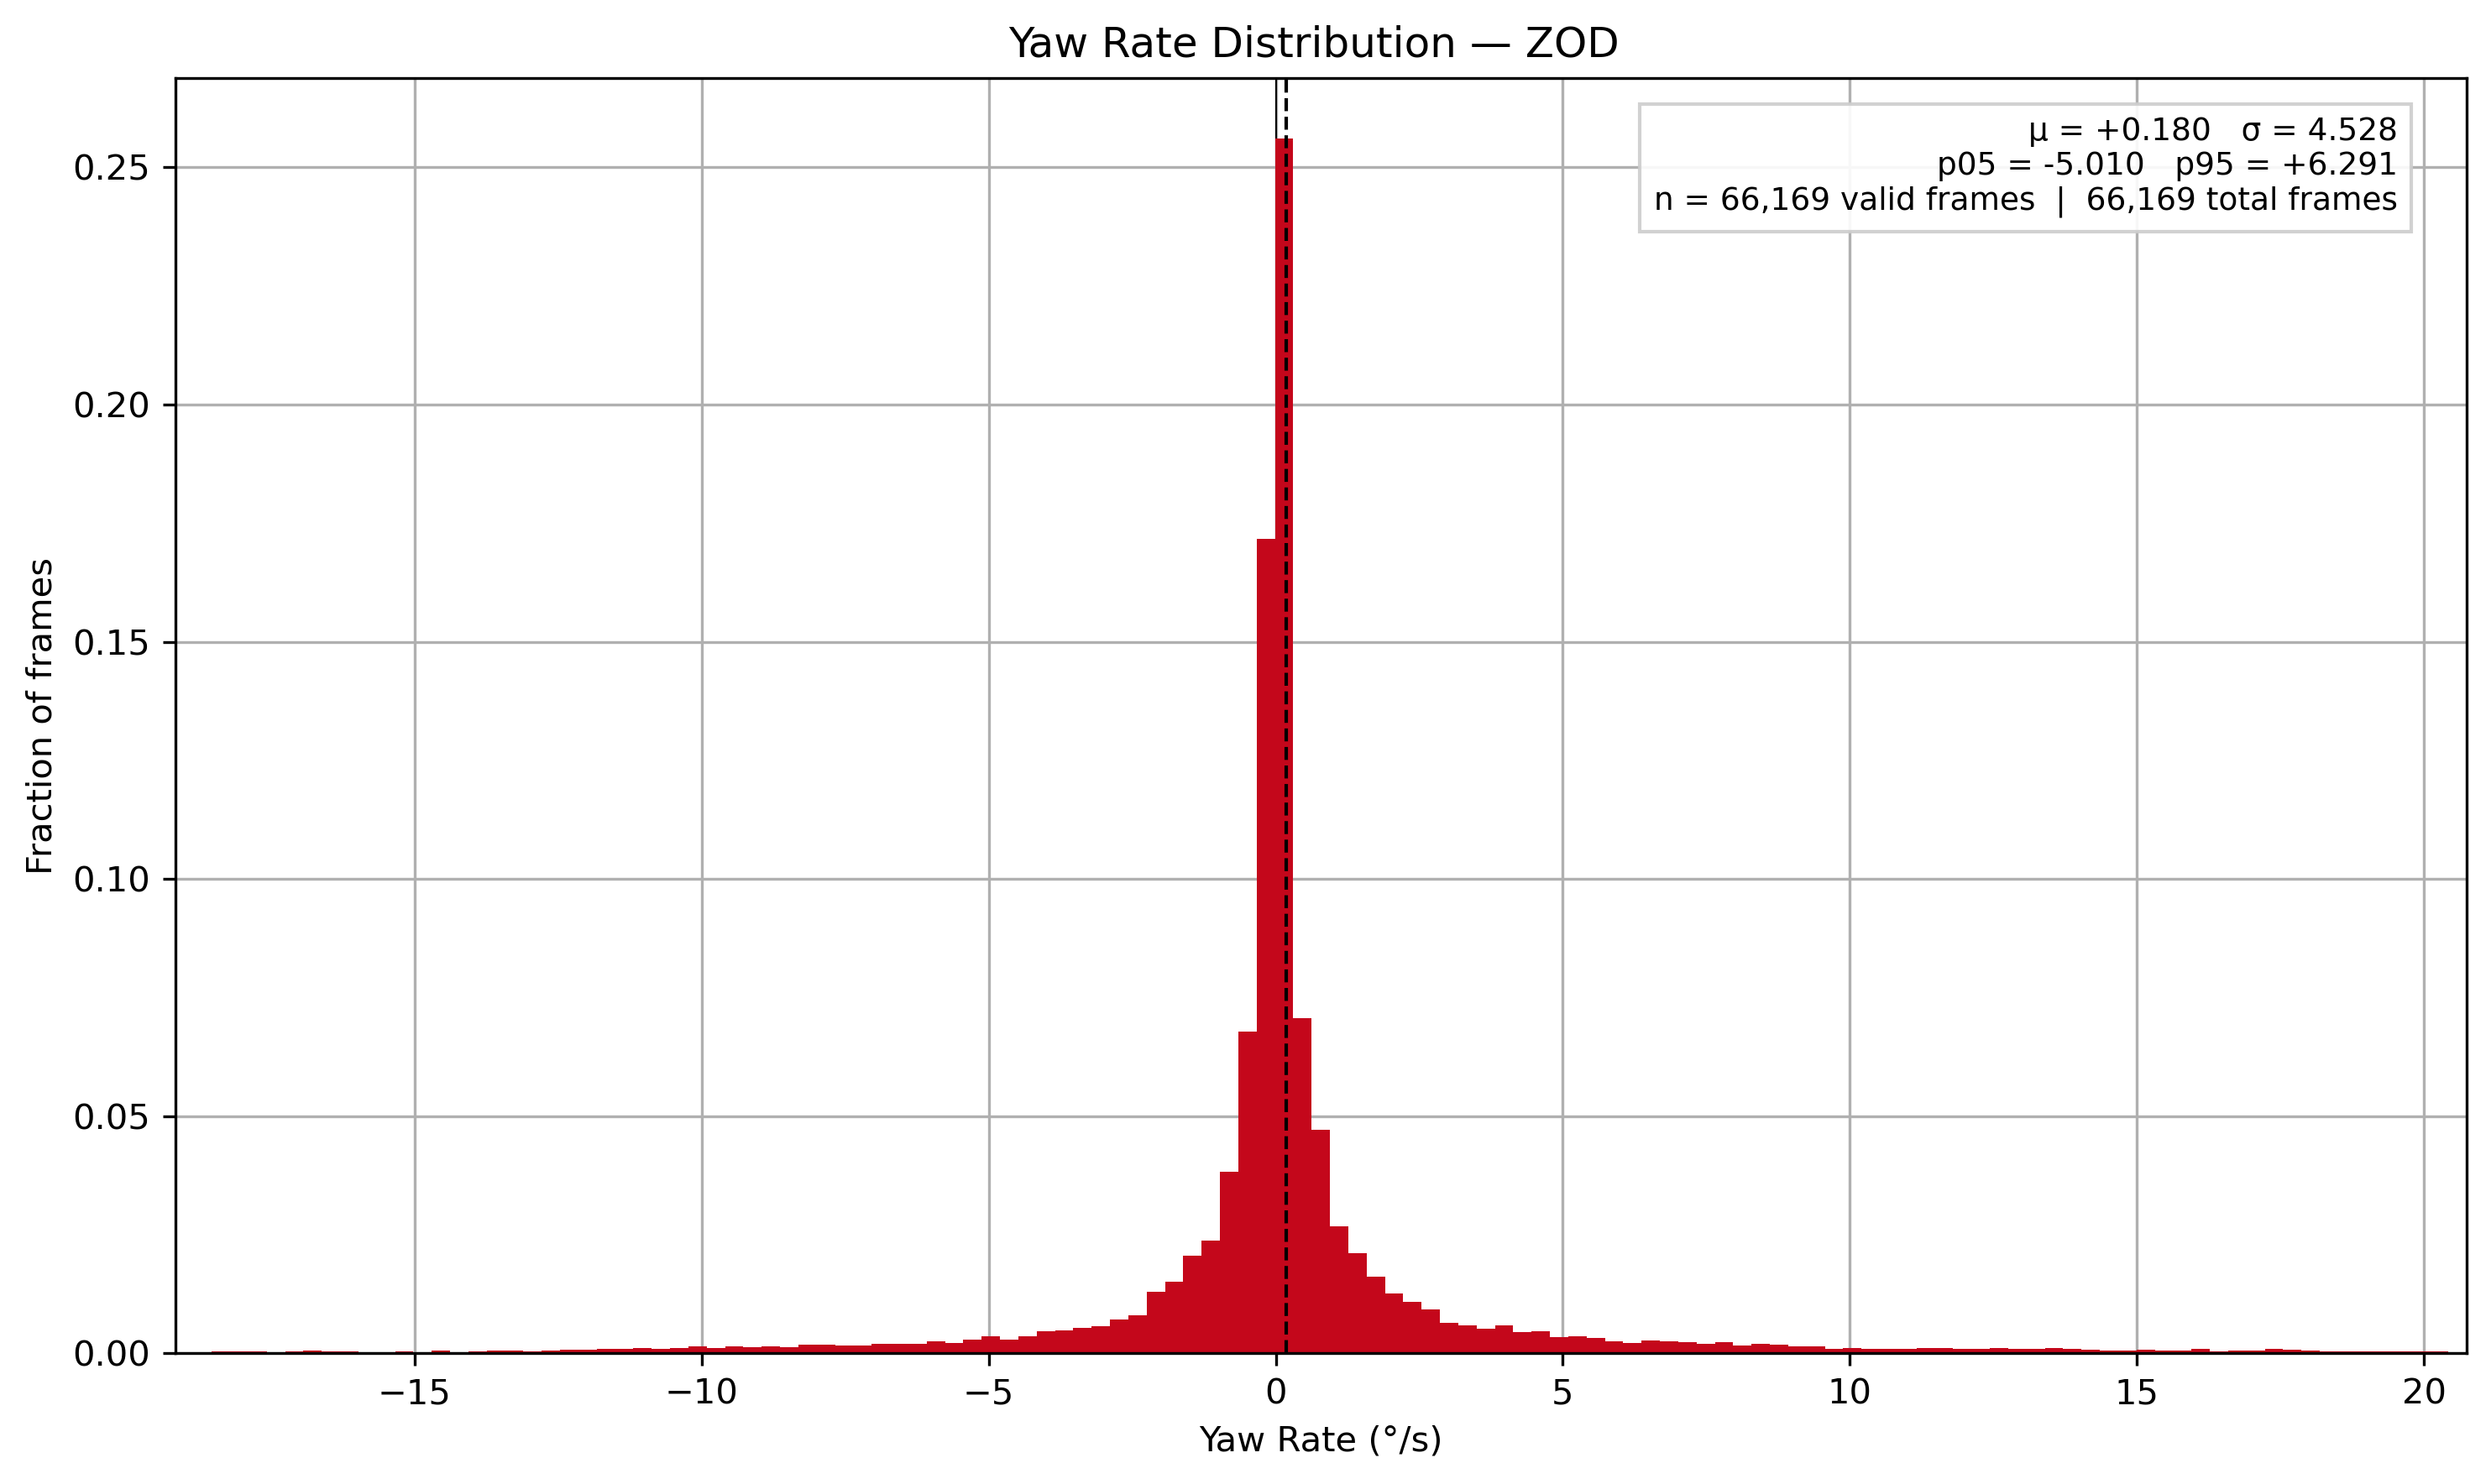 Yaw Rate Distribution — ZOD
μ = +0.180   σ = 4.528
p05 = -5.010   p95 = +6.291
n = 66,169 valid frames  |  66,169 total frames
Fraction of frames
0.25
0.20
0.15
0.10
0.05
0.00
−15
−10
−5
0
5
10
15
20
Yaw Rate (°/s)